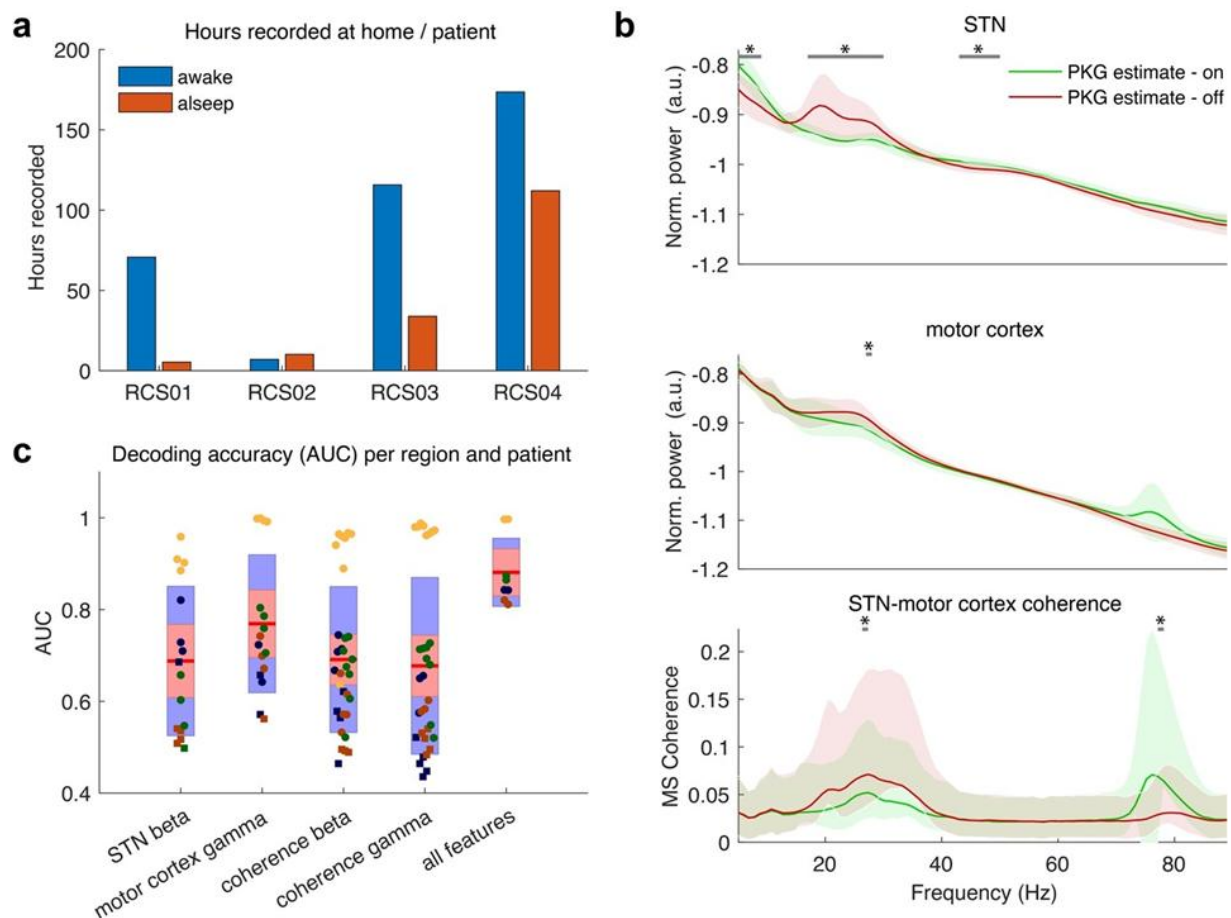 a
Hours recorded at home / patient
200
150
100
50
0
Hours recorded
awake
alseep
RCS01 RCS02 RCS03 RCS04
b
STN
* * *
PKG estimate - on
PKG estimate - off
-0.8
-0.9
-1
-1.1
-1.2
Norm. power (a.u.)
motor cortex
*
-0.8
-0.9
-1
-1.1
-1.2
Norm. power (a.u.)
STN-motor cortex coherence
* *
0.2
0.15
0.1
0.05
0
MS Coherence
20 40 60 80
Frequency (Hz)
c
Decoding accuracy (AUC) per region and patient
1
0.8
0.6
0.4
AUC
STN beta
motor cortex gamma
coherence beta
coherence gamma
all features